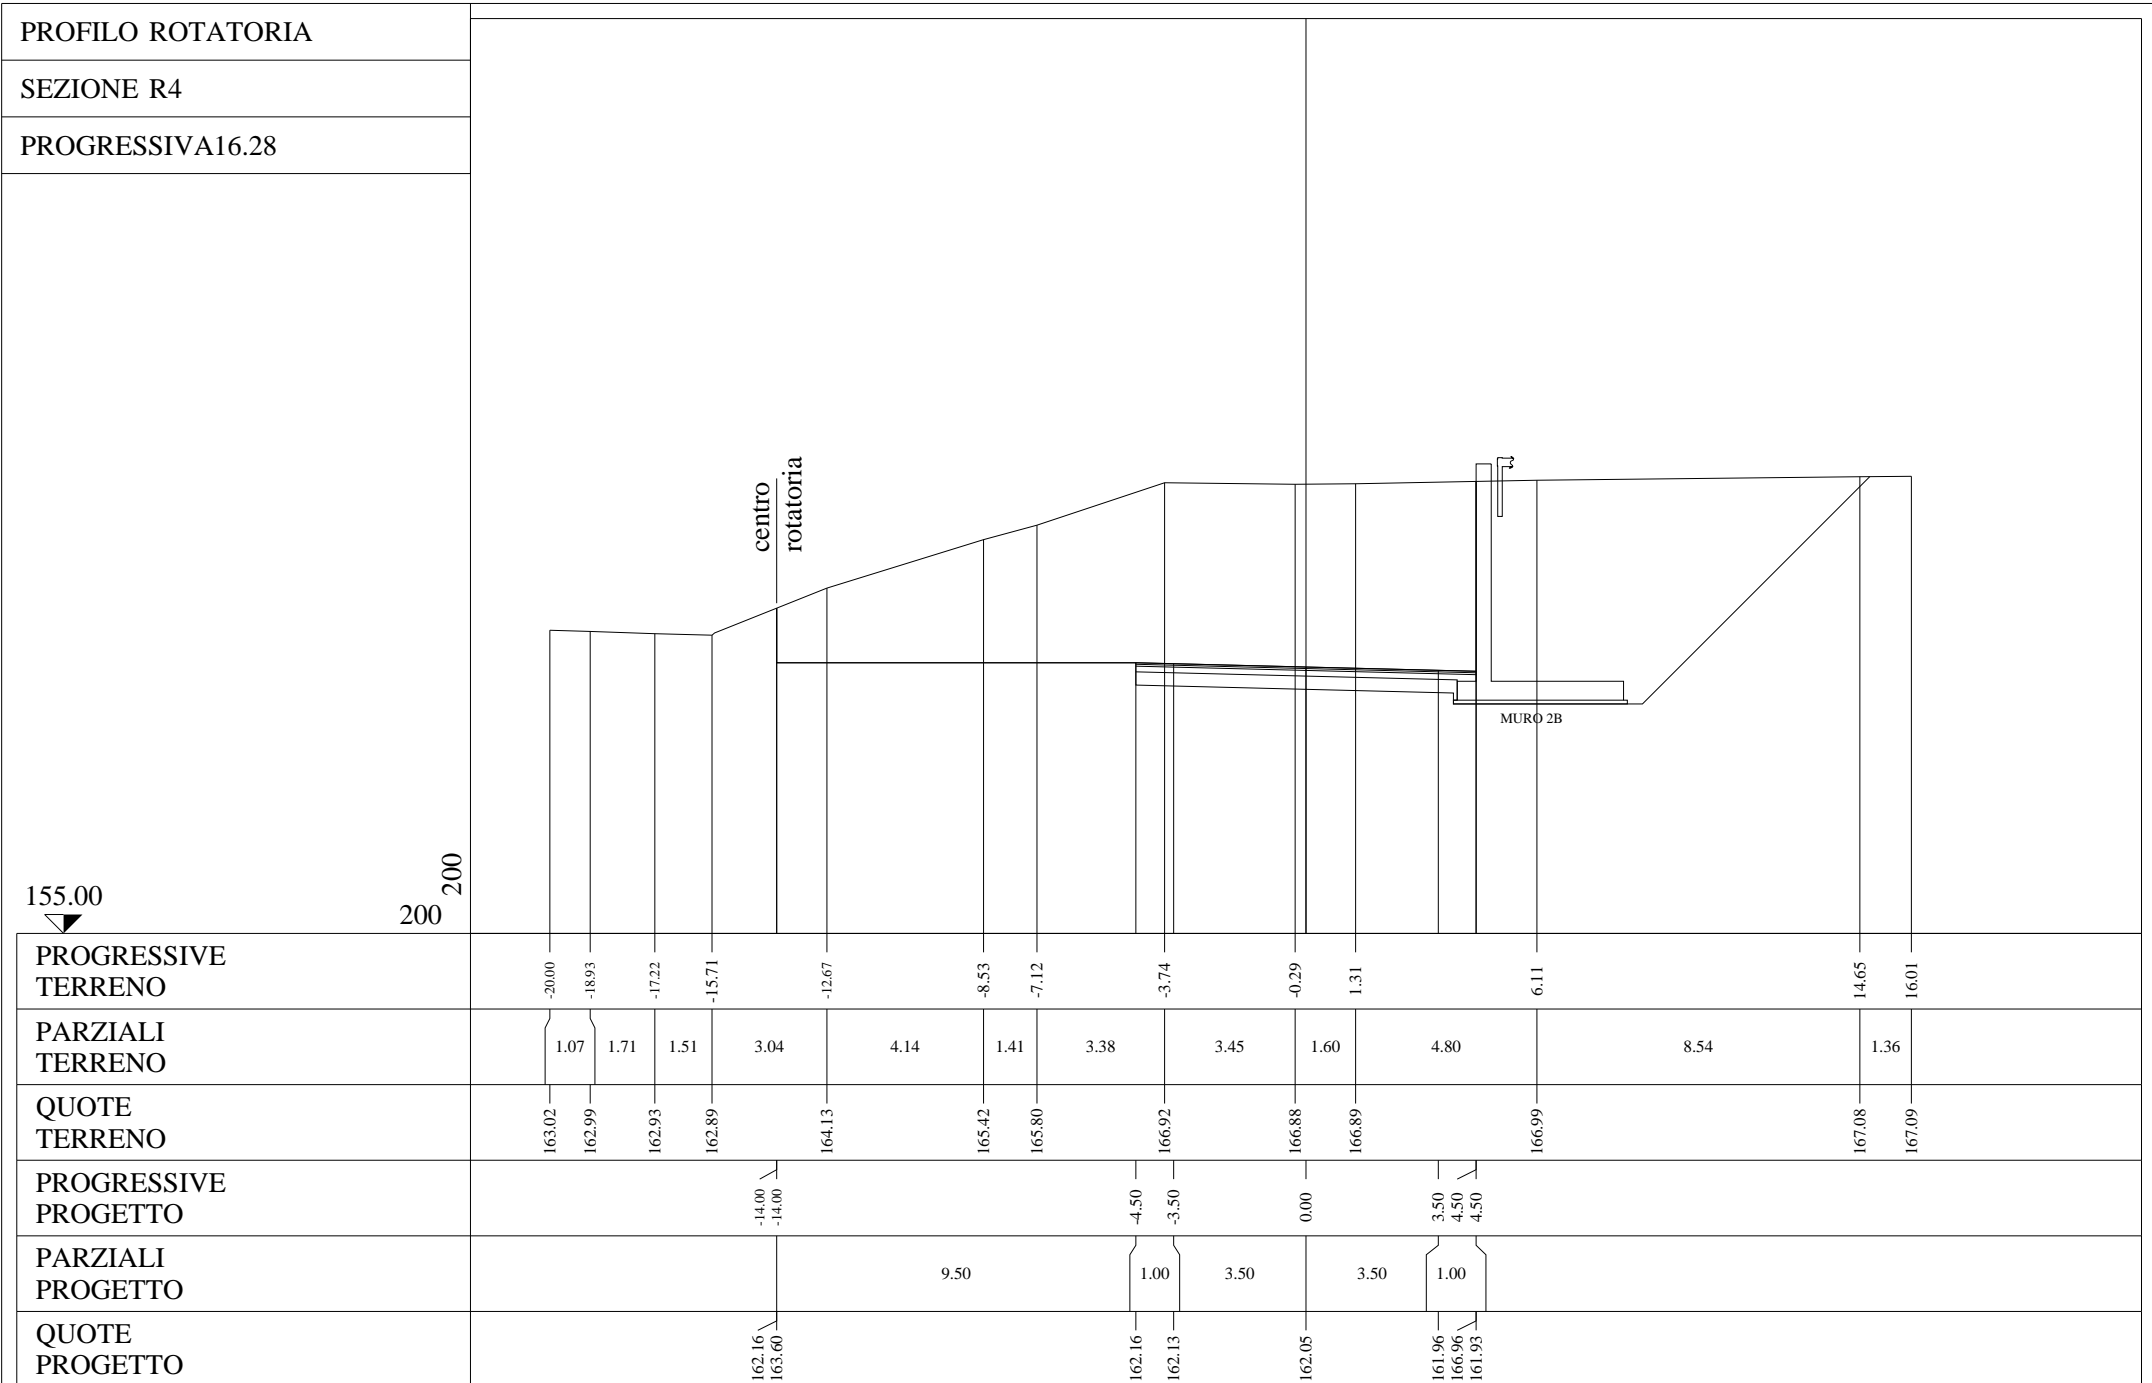 PROFILO ROTATORIA
SEZIONE R4
PROGRESSIVA16.28
centro
rotatoria
MURO 2B
155.00
200
200
PROGRESSIVE
TERRENO
-20.00 -18.93 -17.22 -15.71 -12.67 -8.53 -7.12 -3.74 -0.29 1.31 6.11 14.65 16.01
PARZIALI
TERRENO
1.07 1.71 1.51 3.04 4.14 1.41 3.38 3.45 1.60 4.80 8.54 1.36
QUOTE
TERRENO
163.02 162.99 162.93 162.89 164.13 165.42 165.80 166.92 166.88 166.89 166.99 167.08 167.09
PROGRESSIVE
PROGETTO
-14.00 -14.00 -4.50 -3.50 0.00 3.50 4.50 4.50
PARZIALI
PROGETTO
9.50 1.00 3.50 3.50 1.00
QUOTE
PROGETTO
162.16 163.60 162.16 162.13 162.05 161.96 166.96 161.93